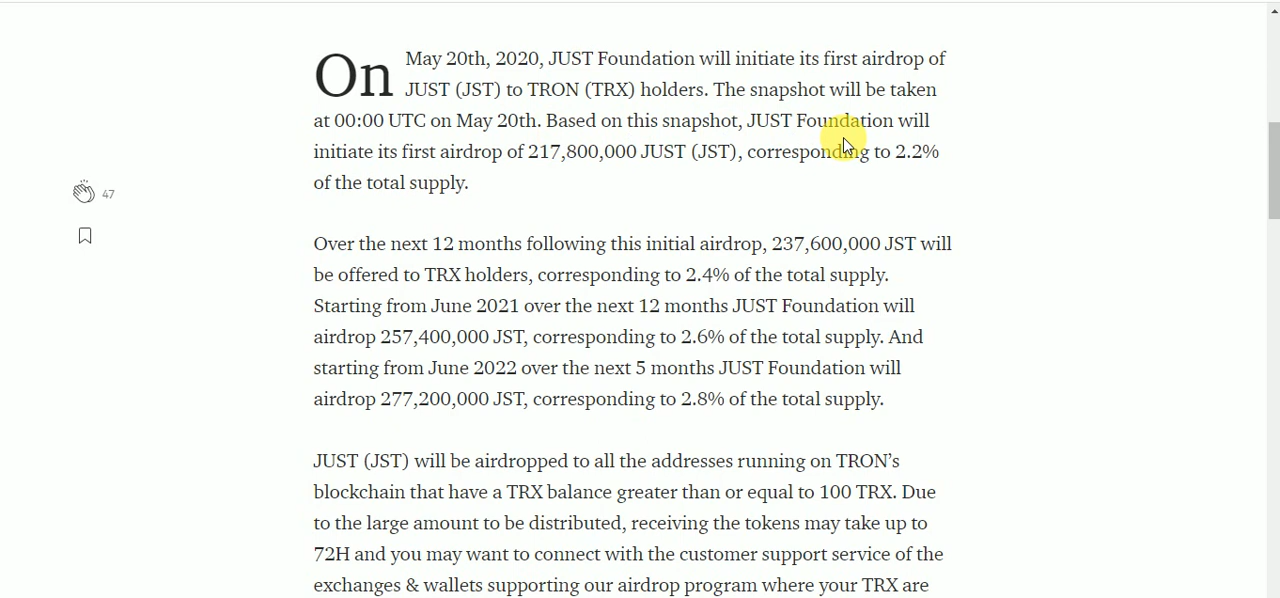 On May 20th, 2020, JUST Foundation will initiate its first airdrop of
JUST (JST) to TRON (TRX) holders. The snapshot will be taken
at 00:00 UTC on May 20th. Based on this snapshot, JUST Foundation will
initiate its first airdrop of 217,800,000 JUST (JST), corresponding to 2.2%
of the total supply.
47
Over the next 12 months following this initial airdrop, 237,600,000 JST will
be offered to TRX holders, corresponding to 2.4% of the total supply.
Starting from June 2021 over the next 12 months JUST Foundation will
airdrop 257,400,000 JST, corresponding to 2.6% of the total supply. And
starting from June 2022 over the next 5 months JUST Foundation will
airdrop 277,200,000 JST, corresponding to 2.8% of the total supply.
JUST (JST) will be airdropped to all the addresses running on TRON’s
blockchain that have a TRX balance greater than or equal to 100 TRX. Due
to the large amount to be distributed, receiving the tokens may take up to
72H and you may want to connect with the customer support service of the
exchanges & wallets supporting our airdrop program where your TRX are